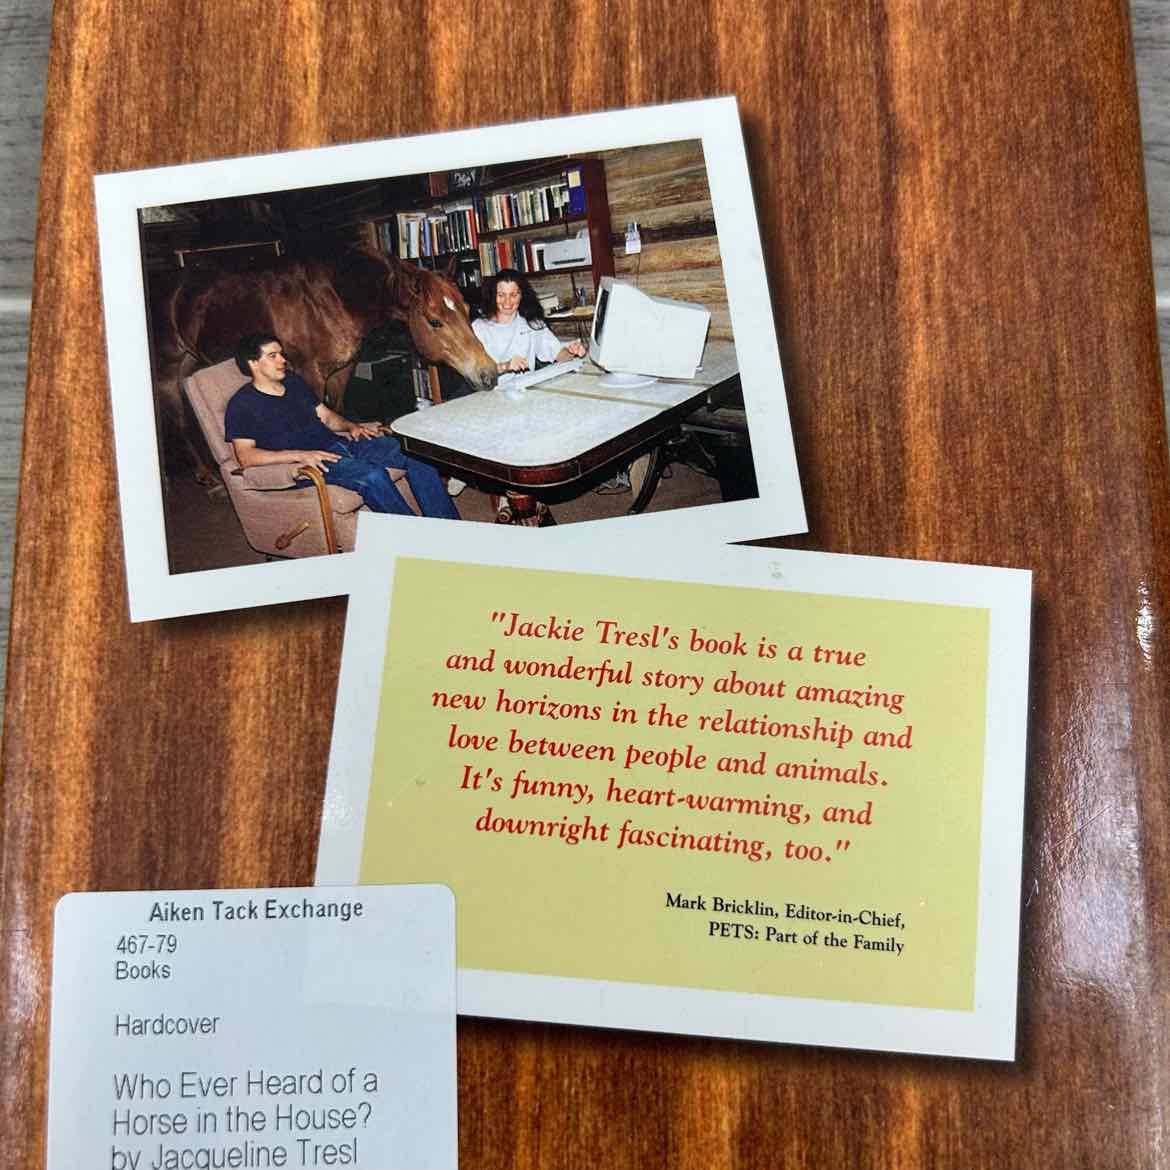 "Jackie Tresl's book is a true
and wonderful story about amazing
new horizons in the relationship and
love between people and animals.
It's funny, heart-warming, and
downright fascinating, too."
Mark Bricklin, Editor-in-Chief,
PETS: Part of the Family
Aiken Tack Exchange
467-79
Books
Hardcover
Who Ever Heard of a
Horse in the House?
by Jacqueline Tresl